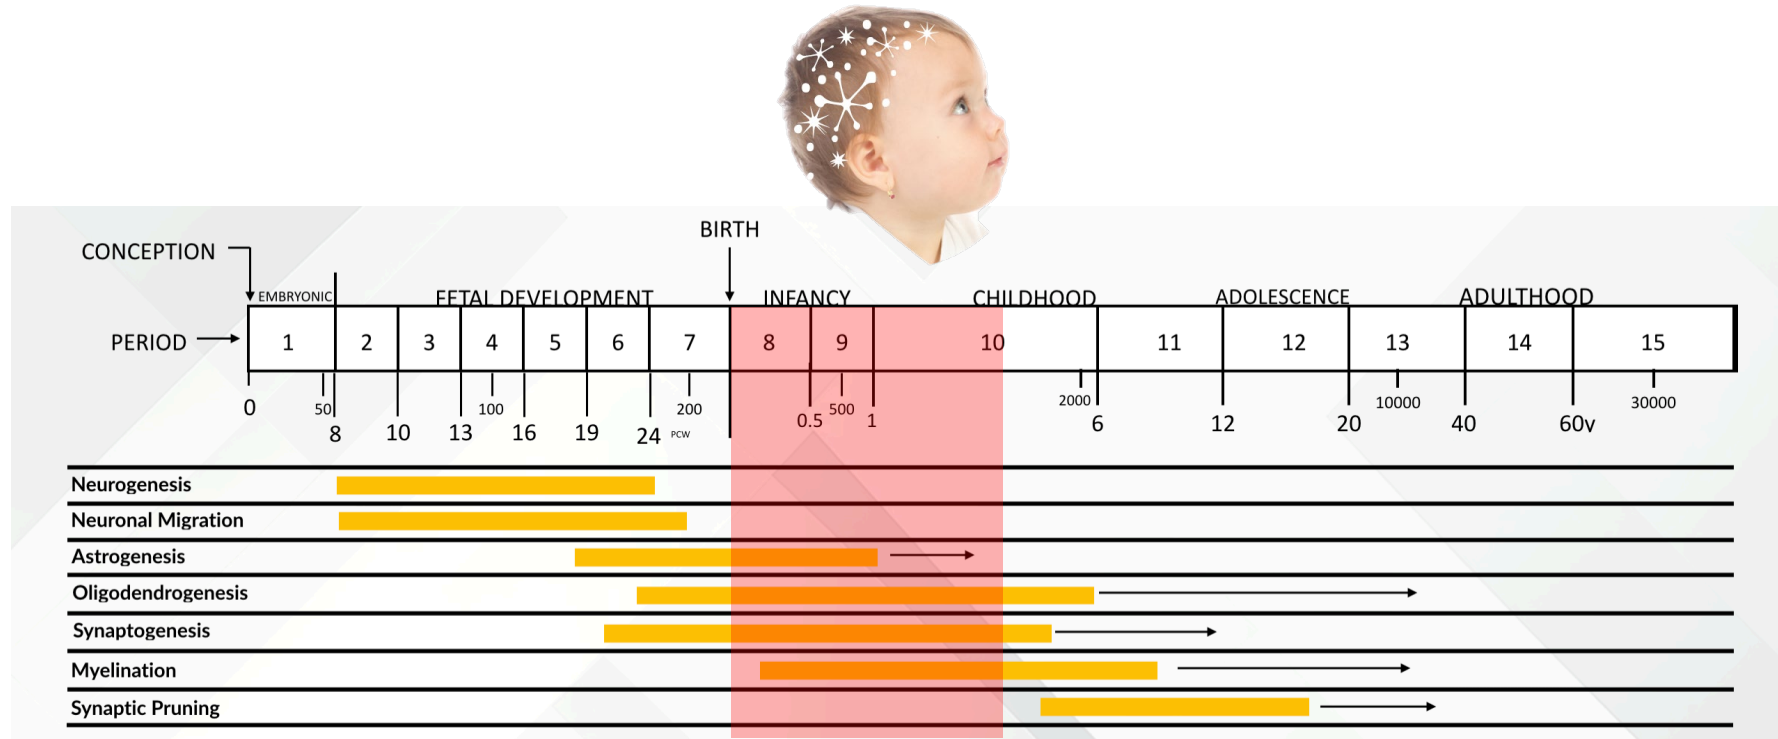 BIRTH
CONCEPTION
EMBRYONIC FETAL DEVELOPMENT INFANCY CHILDHOOD ADOLESCENCE ADULTHOOD
PERIOD 1 2 3 4 5 6 7 8 9 10 11 12 13 14 15
0 50 100 200 0.5 500 1 2000 10000 30000
8 10 13 16 19 24 PCW 6 12 20 40 60v
Neurogenesis
Neuronal Migration
Astrogenesis
Oligodendrogenesis
Synaptogenesis
Myelination
Synaptic Pruning